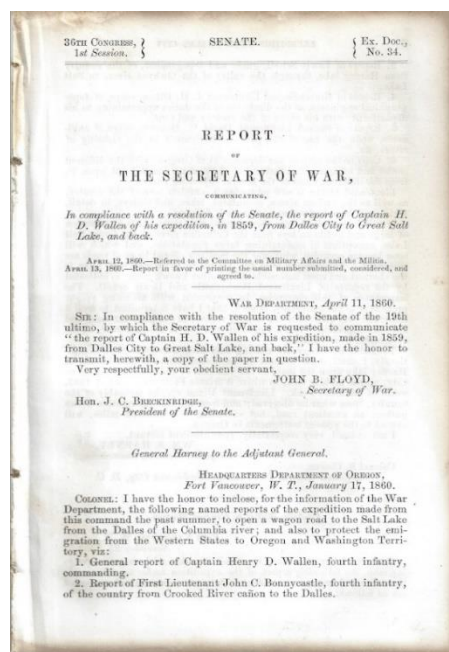 36TH CONGRESS, } SENATE. { EX. DOC.,
1st Session. } { No. 34.
REPORT
OF
THE SECRETARY OF WAR,
COMMUNICATING,
In compliance with a resolution of the Senate, the report of Captain H.
D. Wallen of his expedition, in 1859, from Dalles City to Great Salt
Lake, and back.
APRIL 12, 1860.—Referred to the Committee on Military Affairs and the Militia.
APRIL 13, 1860.—Report in favor of printing the usual number submitted, considered, and
agreed to.
WAR DEPARTMENT, April 11, 1860.
SIR: In compliance with the resolution of the Senate of the 19th
ultimo, by which the Secretary of War is requested to communicate
"the report of Captain H. D. Wallen of his expedition, made in 1859,
from Dalles City to Great Salt Lake, and back," I have the honor to
transmit, herewith, a copy of the paper in question.
Very respectfully, your obedient servant,
JOHN B. FLOYD,
Secretary of War.
Hon. J. C. BRECKINRIDGE,
President of the Senate.
General Harney to the Adjutant General.
HEADQUARTERS DEPARTMENT OF OREGON,
Fort Vancouver, W. T., January 17, 1860.
COLONEL: I have the honor to inclose, for the information of the War
Department, the following named reports of the expedition made from
this command the past summer, to open a wagon road to the Salt Lake
from the Dalles of the Columbia river; and also to protect the emi-
gration from the Western States to Oregon and Washington Terri-
tory, viz:
1. General report of Captain Henry D. Wallen, fourth infantry,
commanding.
2. Report of First Lieutenant John C. Bonnycastle, fourth infantry,
of the country from Crooked River cañon to the Dalles.